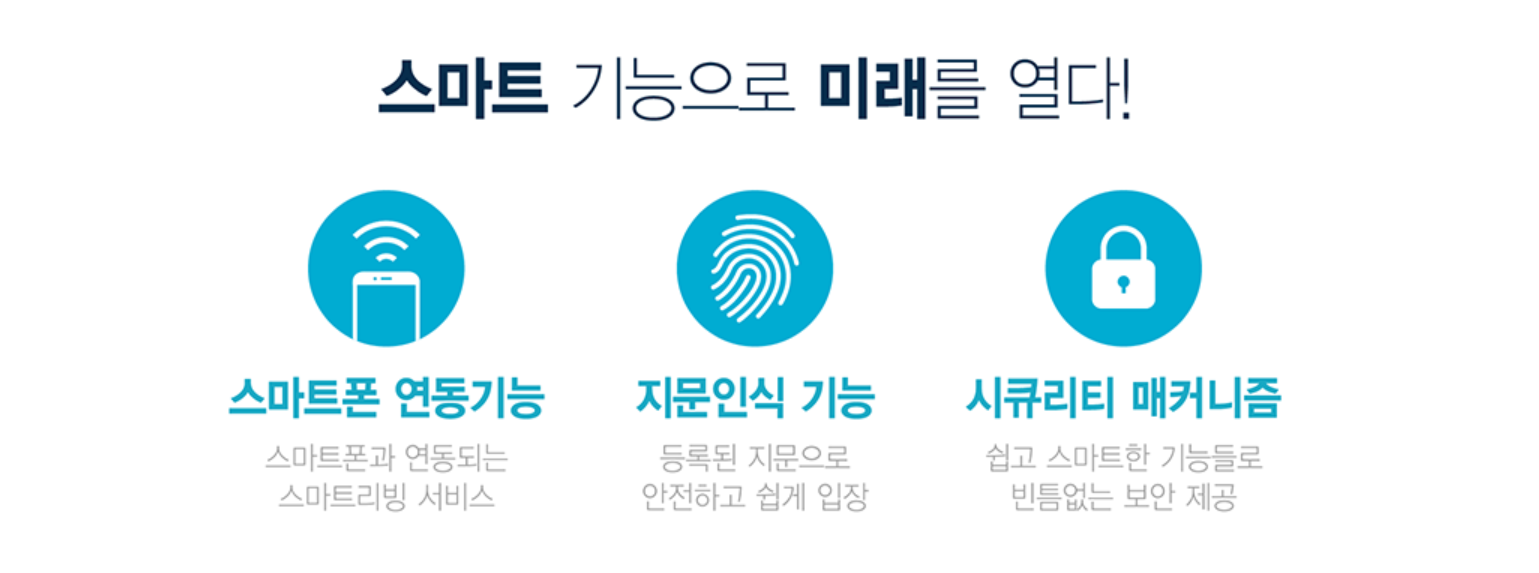 스마트 기능으로 미래를 열다!
스마트폰 연동기능
스마트폰과 연동되는
스마트리빙 서비스
지문인식 기능
등록된 지문으로
안전하고 쉽게 입장
시큐리티 매커니즘
쉽고 스마트한 기능들로
빈틈없는 보안 제공